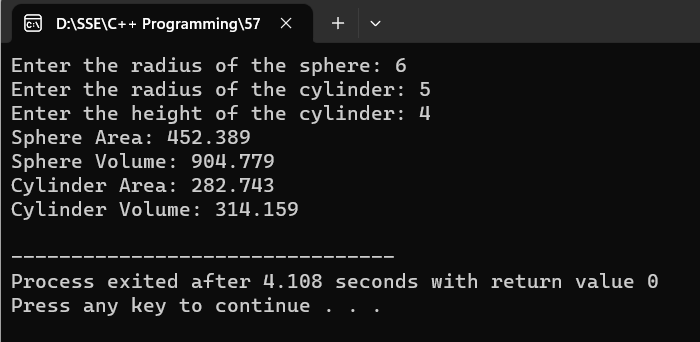 D:\SSE\C++ Programming\57
Enter the radius of the sphere: 6
Enter the radius of the cylinder: 5
Enter the height of the cylinder: 4
Sphere Area: 452.389
Sphere Volume: 904.779
Cylinder Area: 282.743
Cylinder Volume: 314.159
--------------------------------
Process exited after 4.108 seconds with return value 0
Press any key to continue . . .